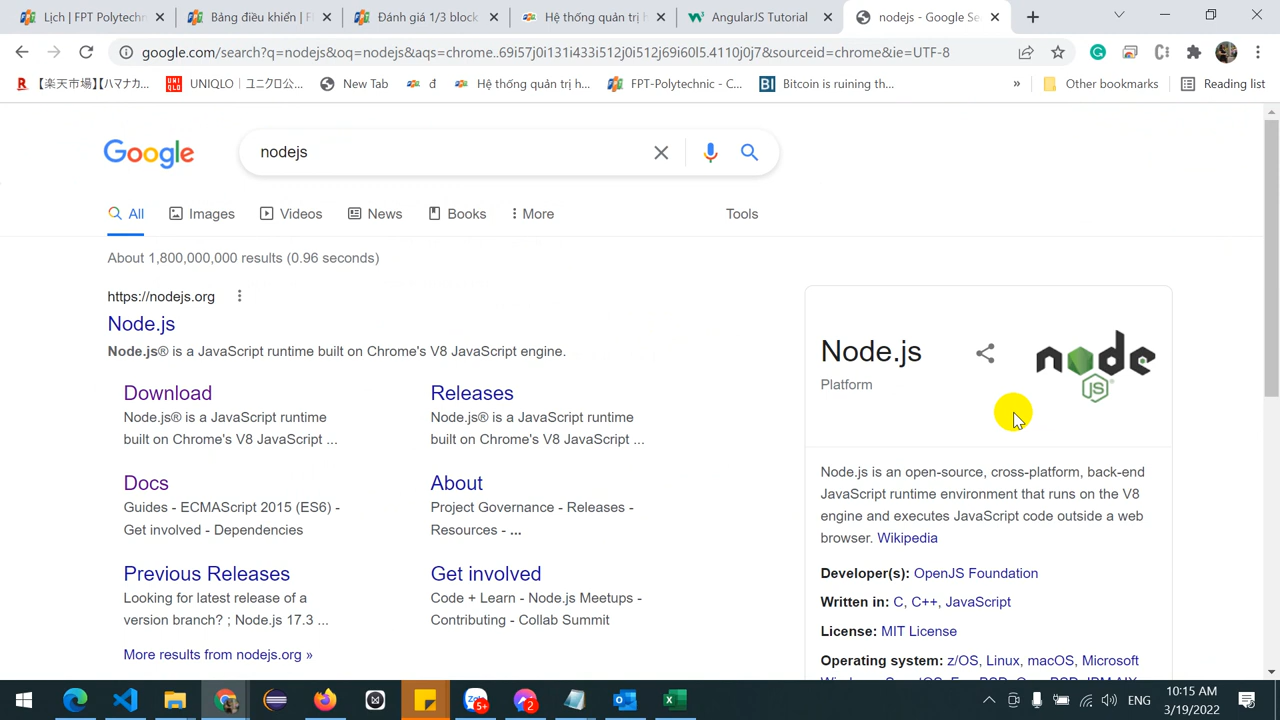 Lịch | FPT Polytechn
Bảng điều khiển | F
Đánh giá 1/3 block
Hệ thống quản trị h
AngularJS Tutorial
nodejs - Google Se
google.com/search?q=nodejs&oq=nodejs&aqs=chrome..69i57j0i131i433i512j0i512j69i60l5.4110j0j7&sourceid=chrome&ie=UTF-8
【楽天市場】【ハマナカ...
UNIQLO｜ユニクロ公...
New Tab
đ
Hệ thống quản trị h...
FPT-Polytechnic - C...
BI Bitcoin is ruining th...
»
Other bookmarks
Reading list
Google
nodejs
All
Images
Videos
News
Books
More
Tools
About 1,800,000,000 results (0.96 seconds)
https://nodejs.org
Node.js
Node.js® is a JavaScript runtime built on Chrome's V8 JavaScript engine.
Download
Node.js® is a JavaScript runtime
built on Chrome's V8 JavaScript ...
Releases
Node.js® is a JavaScript runtime
built on Chrome's V8 JavaScript ...
Docs
Guides - ECMAScript 2015 (ES6) -
Get involved - Dependencies
About
Project Governance - Releases -
Resources - ...
Previous Releases
Looking for latest release of a
version branch? ; Node.js 17.3 ...
Get involved
Code + Learn - Node.js Meetups -
Contributing - Collab Summit
More results from nodejs.org »
Node.js
Platform
node
JS
Node.js is an open-source, cross-platform, back-end
JavaScript runtime environment that runs on the V8
engine and executes JavaScript code outside a web
browser. Wikipedia
Developer(s): OpenJS Foundation
Written in: C, C++, JavaScript
License: MIT License
Operating system: z/OS, Linux, macOS, Microsoft
5+
2
ENG
10:15 AM
3/19/2022